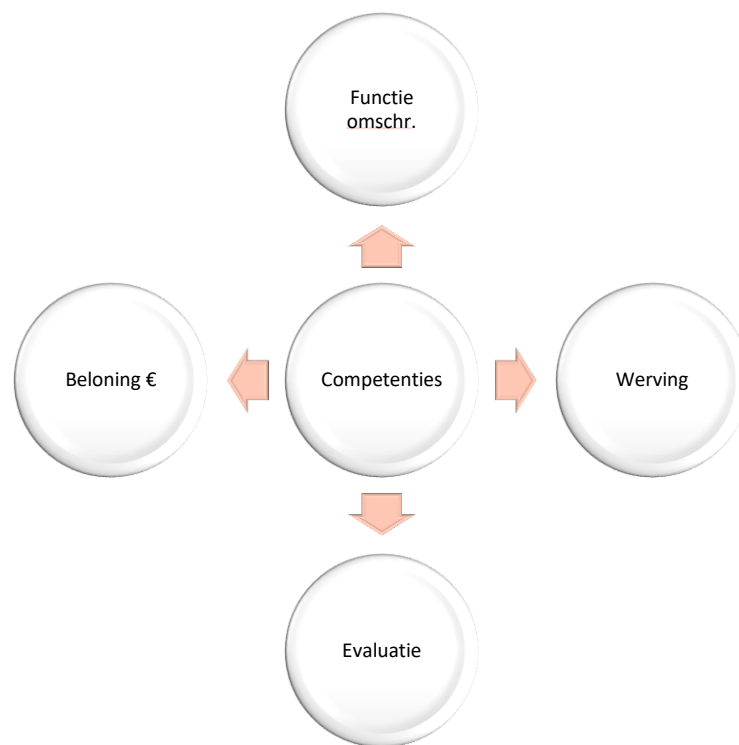 Functie
omschr.
Beloning €
Competenties
Werving
Evaluatie